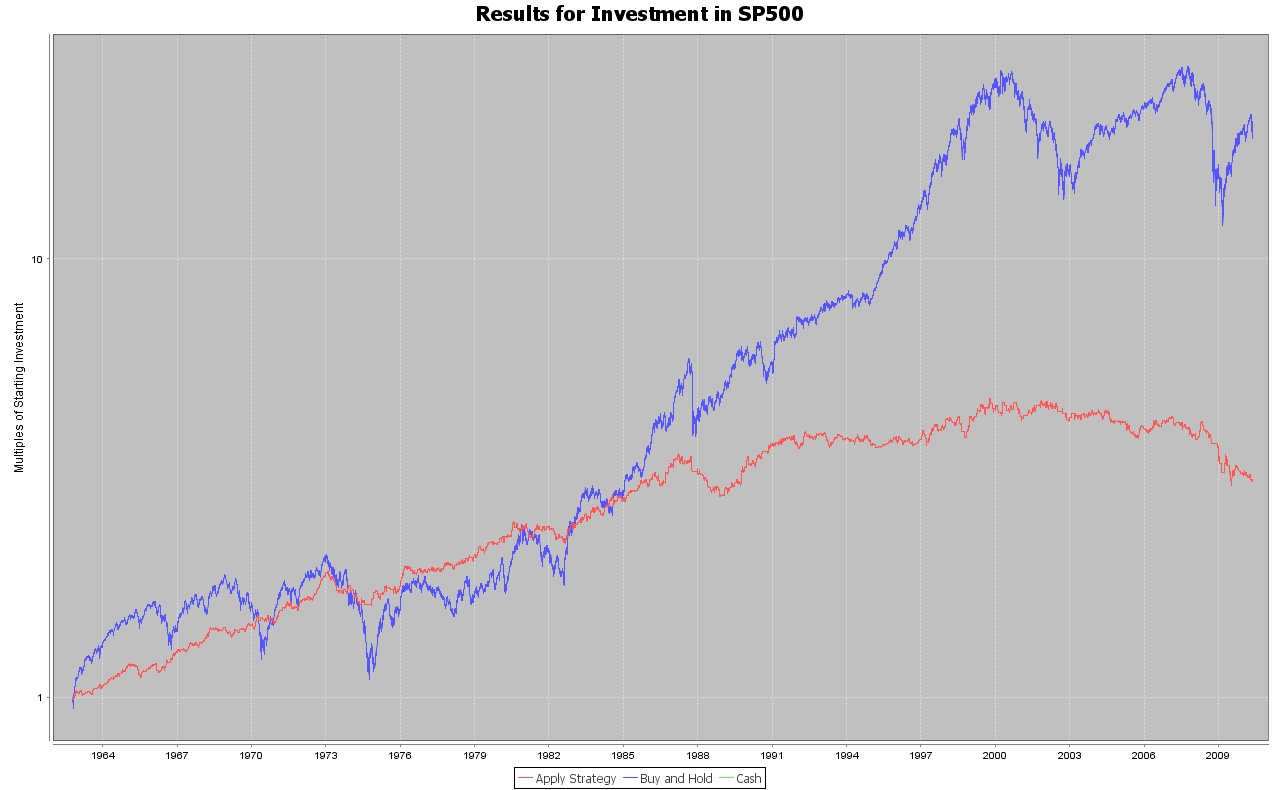 Results for Investment in SP500
Multiples of Starting Investment
10
1
1964 1967 1970 1973 1976 1979 1982 1985 1988 1991 1994 1997 2000 2003 2006 2009
Apply Strategy Buy and Hold Cash